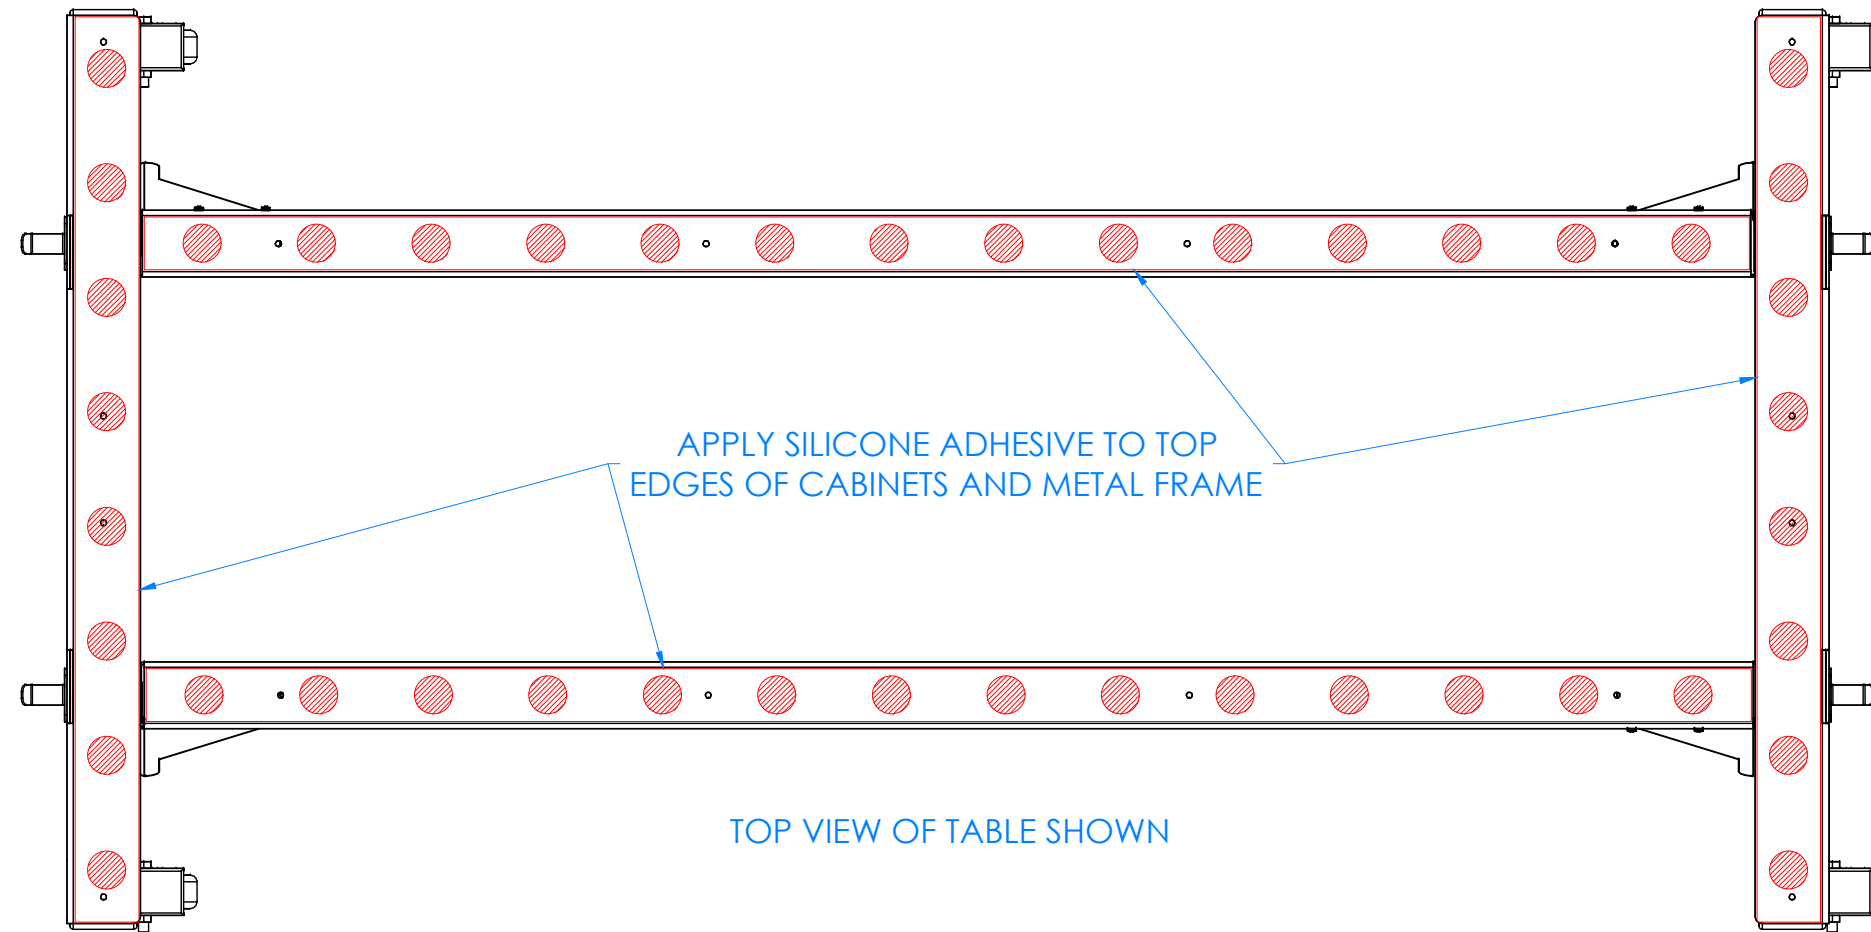 APPLY SILICONE ADHESIVE TO TOP
EDGES OF CABINETS AND METAL FRAME
TOP VIEW OF TABLE SHOWN